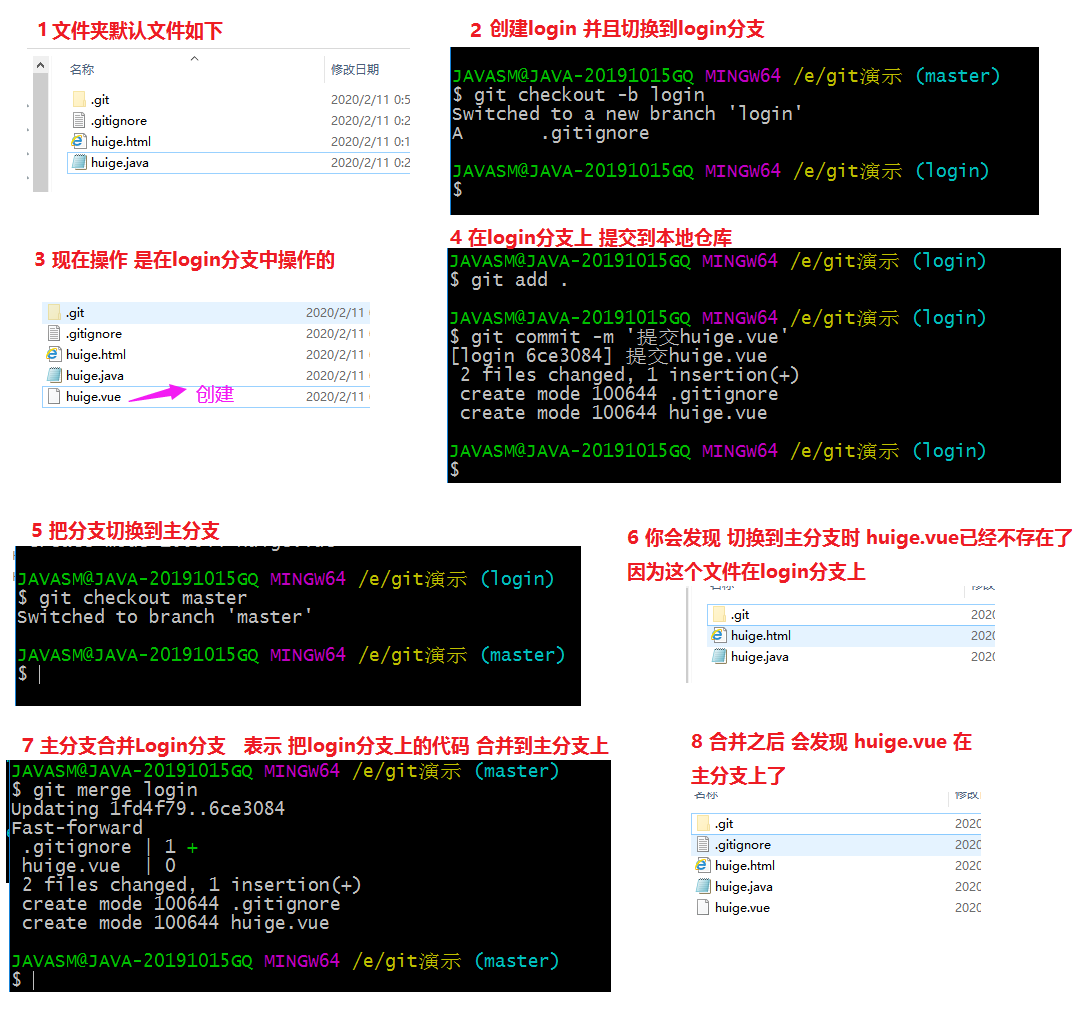 1 文件夹默认文件如下
名称 修改日期
.git 2020/2/11 0:5
.gitignore 2020/2/11 0:2
huige.html 2020/2/11 0:1
huige.java 2020/2/11 0:2
2 创建login 并且切换到login分支
JAVASM@JAVA-20191015GQ MINGW64 /e/git演示 (master)
$ git checkout -b login
Switched to a new branch 'login'
A .gitignore
JAVASM@JAVA-20191015GQ MINGW64 /e/git演示 (login)
$
3 现在操作 是在login分支中操作的
.git 2020/2/11
.gitignore 2020/2/11
huige.html 2020/2/11
huige.java 2020/2/11
huige.vue 创建 2020/2/11
4 在login分支上 提交到本地仓库
JAVASM@JAVA-20191015GQ MINGW64 /e/git演示 (login)
$ git add .
JAVASM@JAVA-20191015GQ MINGW64 /e/git演示 (login)
$ git commit -m '提交huige.vue'
[login 6ce3084] 提交huige.vue
2 files changed, 1 insertion(+)
create mode 100644 .gitignore
create mode 100644 huige.vue
JAVASM@JAVA-20191015GQ MINGW64 /e/git演示 (login)
$
5 把分支切换到主分支
JAVASM@JAVA-20191015GQ MINGW64 /e/git演示 (login)
$ git checkout master
Switched to branch 'master'
JAVASM@JAVA-20191015GQ MINGW64 /e/git演示 (master)
$
6 你会发现 切换到主分支时 huige.vue已经不存在了
因为这个文件在login分支上
.git 2020
huige.html 2020
huige.java 2020
7 主分支合并Login分支 表示 把login分支上的代码 合并到主分支上
JAVASM@JAVA-20191015GQ MINGW64 /e/git演示 (master)
$ git merge login
Updating 1fd4f79..6ce3084
Fast-forward
.gitignore | 1 +
huige.vue | 0
2 files changed, 1 insertion(+)
create mode 100644 .gitignore
create mode 100644 huige.vue
JAVASM@JAVA-20191015GQ MINGW64 /e/git演示 (master)
$
8 合并之后 会发现 huige.vue 在
主分支上了
名称 修改
.git 2020
.gitignore 2020
huige.html 2020
huige.java 2020
huige.vue 2020